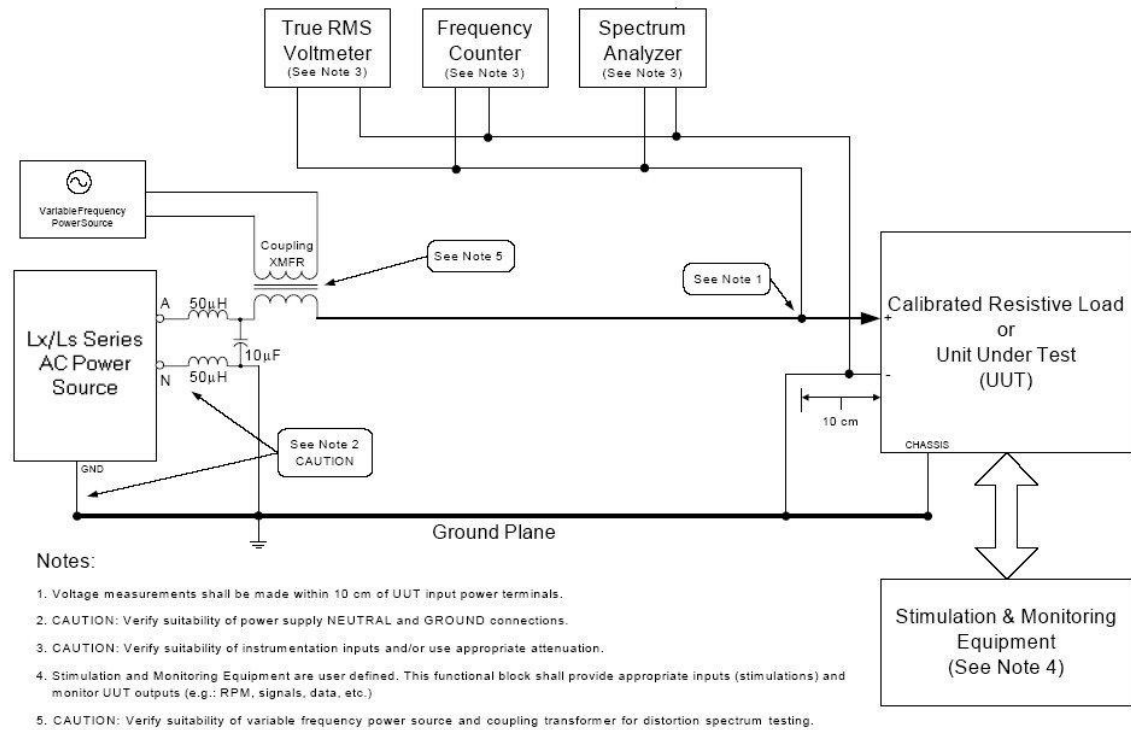 True RMS
Voltmeter
(See Note 3)
Frequency
Counter
(See Note 3)
Spectrum
Analyzer
(See Note 3)
VariableFrequency
PowerSource
Coupling
XMFR
See Note 5
See Note 1
Lx/Ls Series
AC Power
Source
A
50µH
10µF
N
50µH
See Note 2
CAUTION
GND
+
Calibrated Resistive Load
or
Unit Under Test
(UUT)
-
10 cm
CHASSIS
Ground Plane
Stimulation & Monitoring
Equipment
(See Note 4)
Notes:
1. Voltage measurements shall be made within 10 cm of UUT input power terminals.
2. CAUTION: Verify suitability of power supply NEUTRAL and GROUND connections.
3. CAUTION: Verify suitability of instrumentation inputs and/or use appropriate attenuation.
4. Stimulation and Monitoring Equipment are user defined. This functional block shall provide appropriate inputs (stimulations) and
monitor UUT outputs (e.g.: RPM, signals, data, etc.)
5. CAUTION: Verify suitability of variable frequency power source and coupling transformer for distortion spectrum testing.